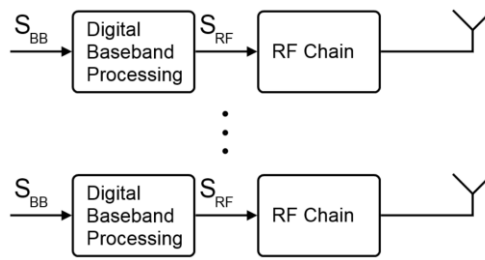 S_BB
Digital
Baseband
Processing
S_RF
RF Chain
S_BB
Digital
Baseband
Processing
S_RF
RF Chain